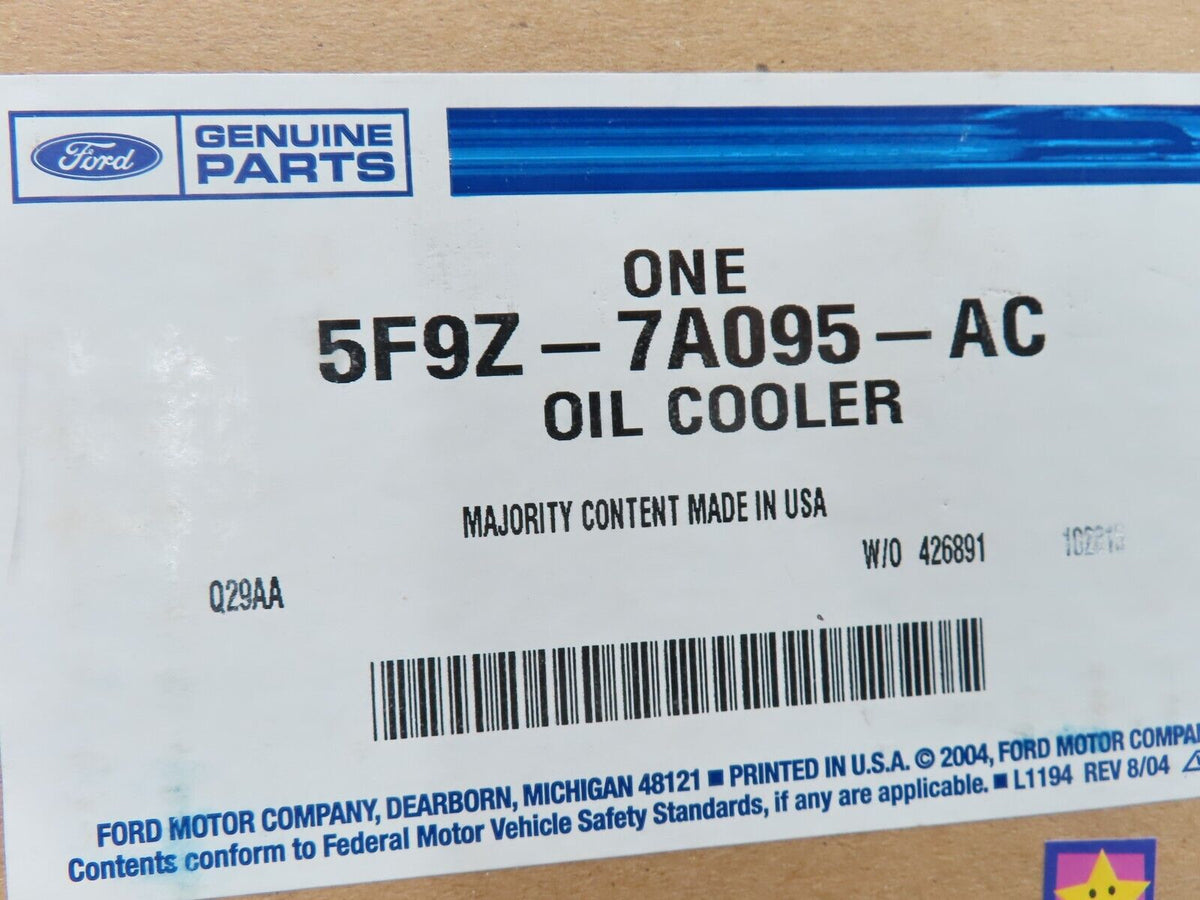 Ford
GENUINE
PARTS
ONE
5F9Z-7A095-AC
OIL COOLER
MAJORITY CONTENT MADE IN USA
W/O 426891
Q29AA
FORD MOTOR COMPANY, DEARBORN, MICHIGAN 48121 ■ PRINTED IN U.S.A. © 2004, FORD MOTOR COMPA
Contents conform to Federal Motor Vehicle Safety Standards, if any are applicable. ■ L1194 REV 8/04